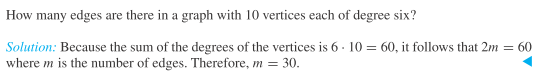 How many edges are there in a graph with 10 vertices each of degree six?
Solution: Because the sum of the degrees of the vertices is 6 · 10 = 60, it follows that 2m = 60
where m is the number of edges. Therefore, m = 30.